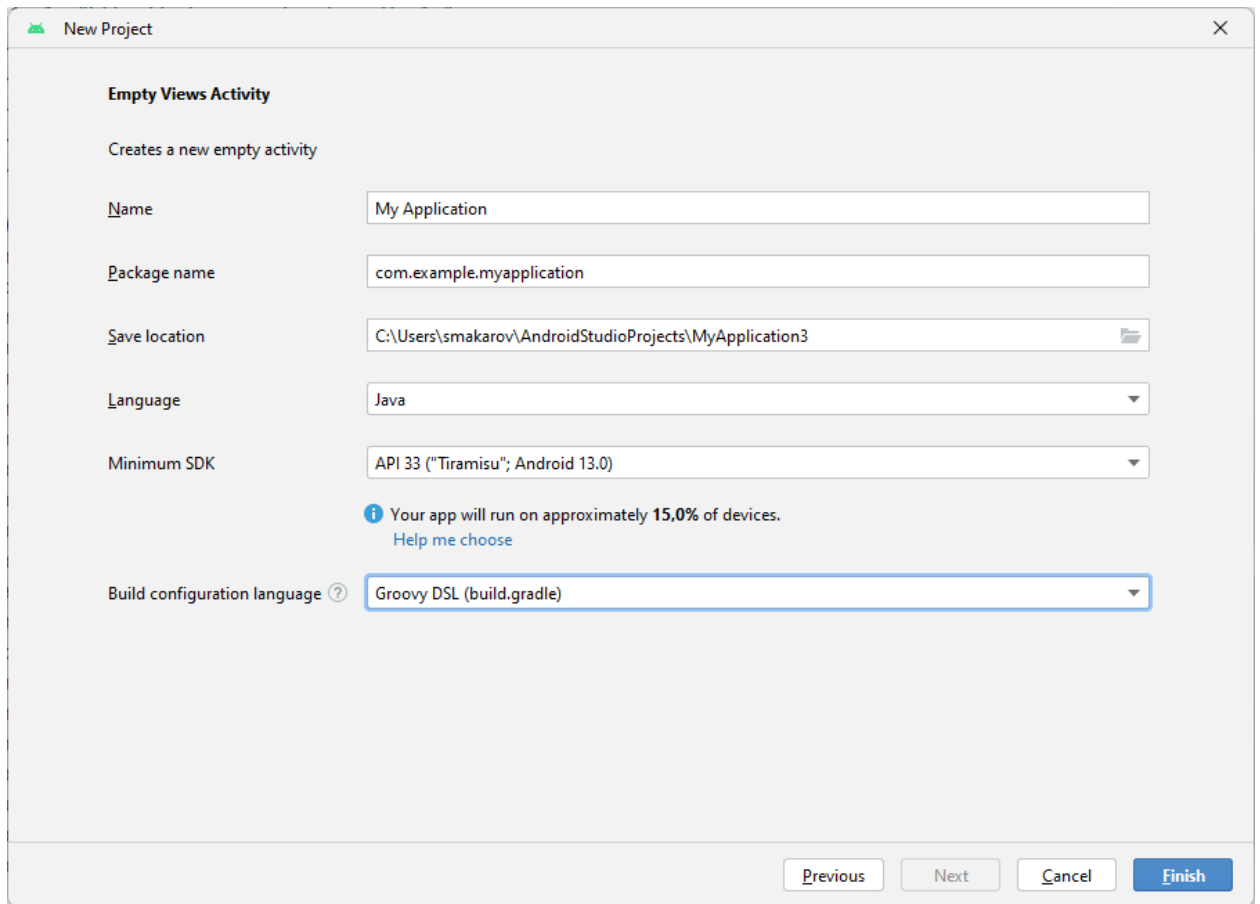 New Project
Empty Views Activity
Creates a new empty activity
Name My Application
Package name com.example.myapplication
Save location C:\Users\smakarov\AndroidStudioProjects\MyApplication3
Language Java
Minimum SDK API 33 ("Tiramisu"; Android 13.0)
Your app will run on approximately 15,0% of devices.
Help me choose
Build configuration language ? Groovy DSL (build.gradle)
Previous Next Cancel Finish